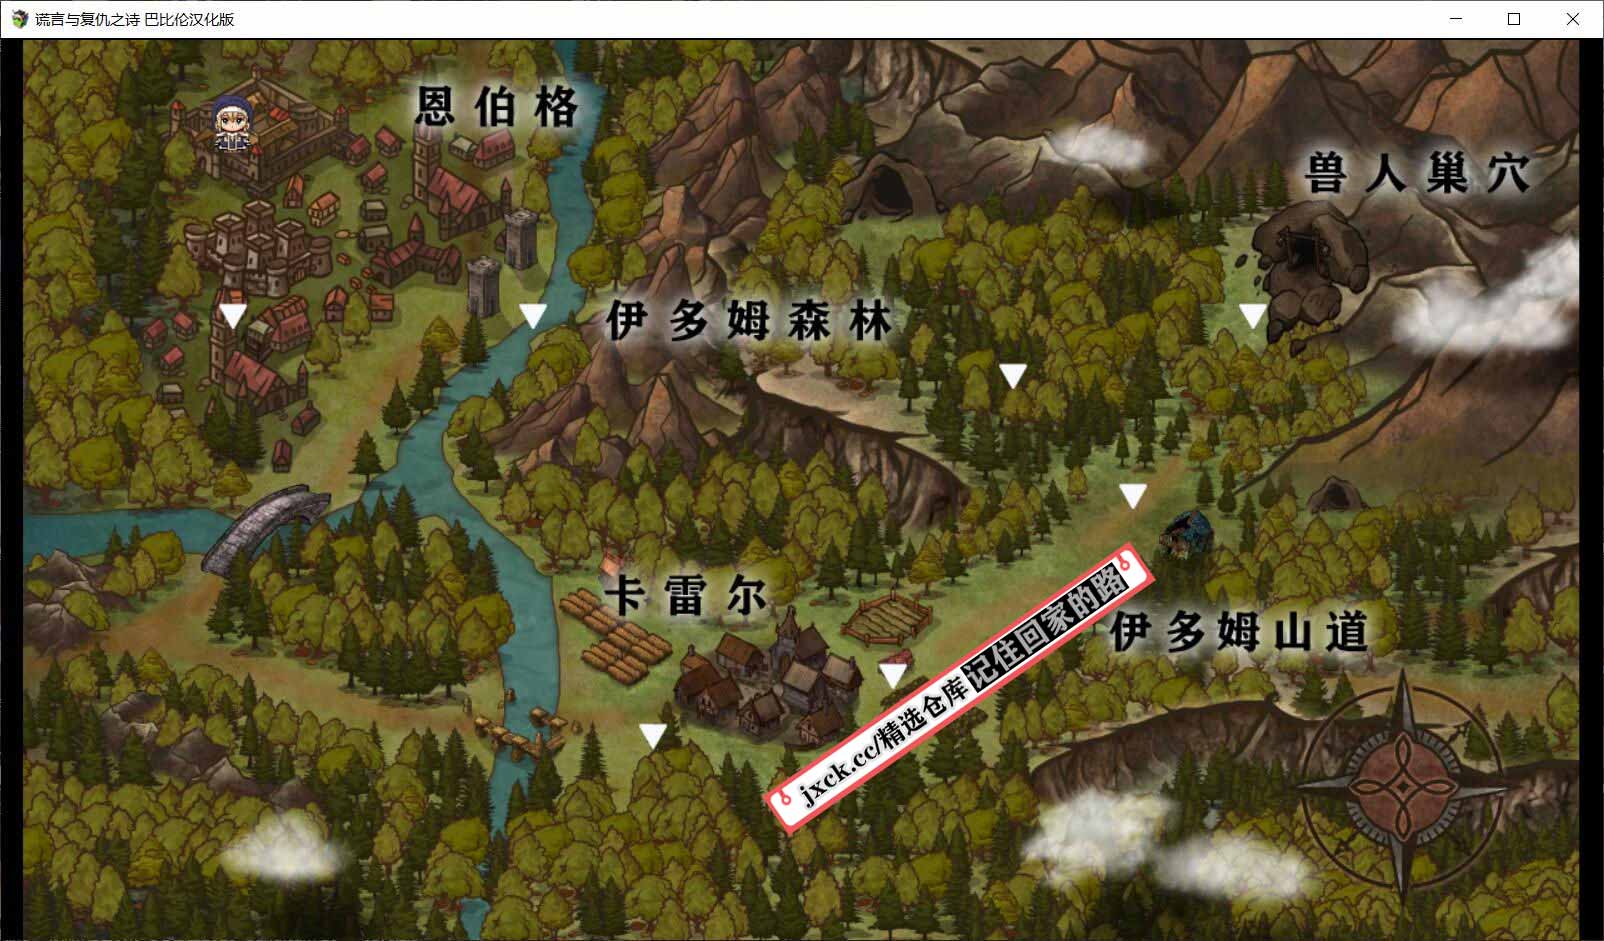 谎言与复仇之诗 巴比伦汉化版
恩伯格
兽人巢穴
伊多姆森林
卡雷尔
伊多姆山道
jxck.cc/精选仓库 记住回家的路